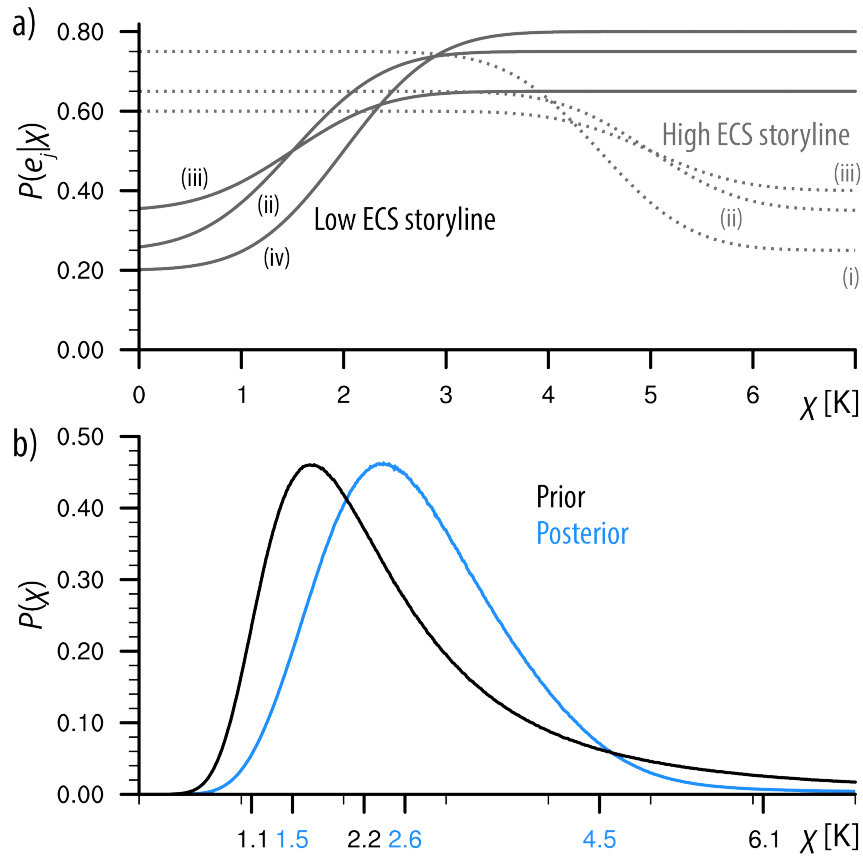 a)
0.80
0.60
0.40
0.20
0.00
P(e_j|χ)
High ECS storyline
(iii)
(ii)
(i)
(iii)
(ii)
(iv)
Low ECS storyline
0 1 2 3 4 5 6
χ [K]
b)
0.50
0.40
0.30
0.20
0.10
0.00
P(χ)
Prior
Posterior
1.1 1.5 2.2 2.6 4.5 6.1 χ [K]